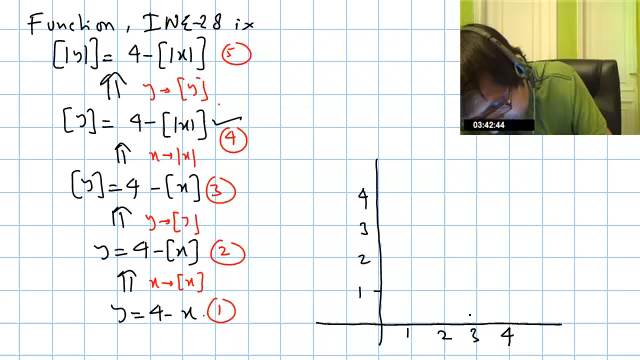 Function, INE-28 ix
[|y|] = 4 - [|x|] ⑤
⇑ y→[y]
[y] = 4 - [|x|] ✓ ④
⇑ x→|x|
[y] = 4 - [x] ③
⇑ y→[y]
y = 4 - [x] ②
⇑ x→[x]
y = 4 - x. ①
4
3
2
1
1 2 3 4
03:42:44